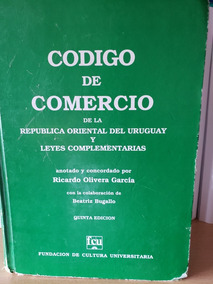 CODIGO
DE
COMERCIO
DE LA
REPUBLICA ORIENTAL DEL URUGUAY
Y
LEYES COMPLEMENTARIAS
anotado y concordado por
Ricardo Olivera García
con la colaboración de
Beatriz Bugallo
QUINTA EDICION
fcu
FUNDACION DE CULTURA UNIVERSITARIA